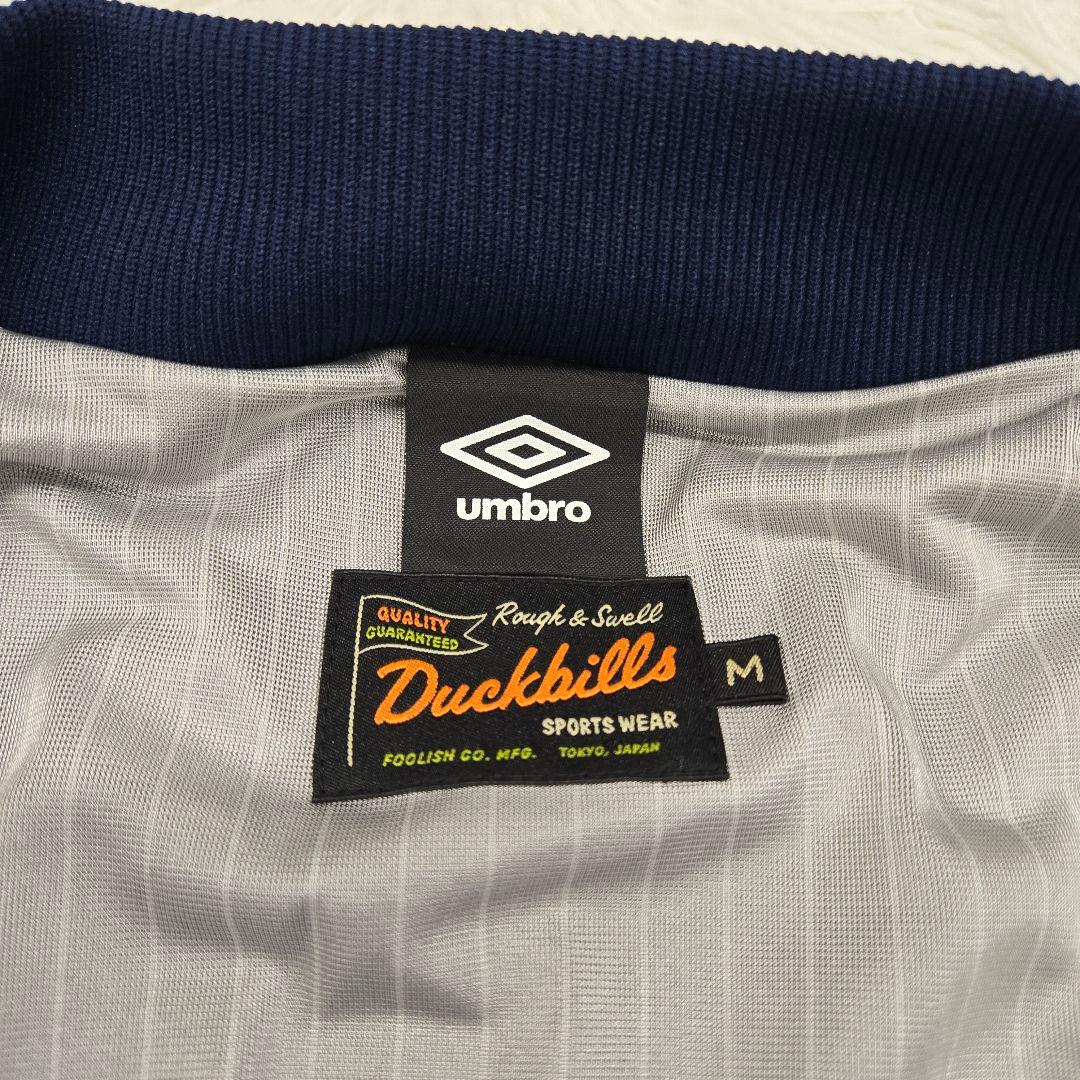 umbro
QUALITY
GUARANTEED
Rough & Swell
Duckbills
SPORTS WEAR
FOOLISH CO. MFG. TOKYO, JAPAN
M